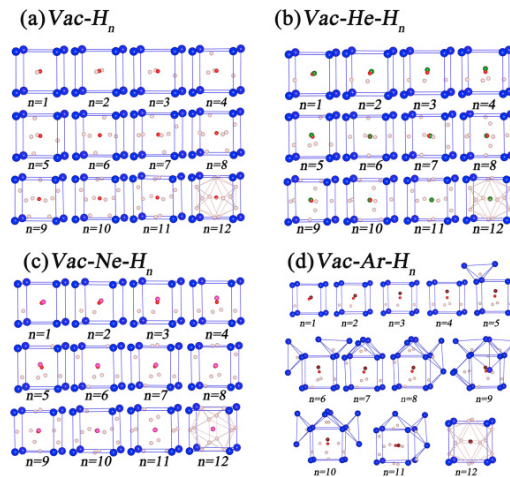 (a) Vac-Hn
n=1 n=2 n=3 n=4
n=5 n=6 n=7 n=8
n=9 n=10 n=11 n=12
(b) Vac-He-Hn
n=1 n=2 n=3 n=4
n=5 n=6 n=7 n=8
n=9 n=10 n=11 n=12
(c) Vac-Ne-Hn
n=1 n=2 n=3 n=4
n=5 n=6 n=7 n=8
n=9 n=10 n=11 n=12
(d) Vac-Ar-Hn
n=1 n=2 n=3 n=4 n=5
n=6 n=7 n=8 n=9
n=10 n=11 n=12